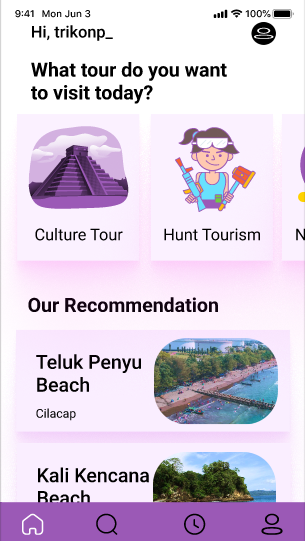 9:41 Mon Jun 3 100%
Hi, trikonp_
What tour do you want
to visit today?
Culture Tour
Hunt Tourism
N
Our Recommendation
Teluk Penyu
Beach
Cilacap
Kali Kencana
Beach